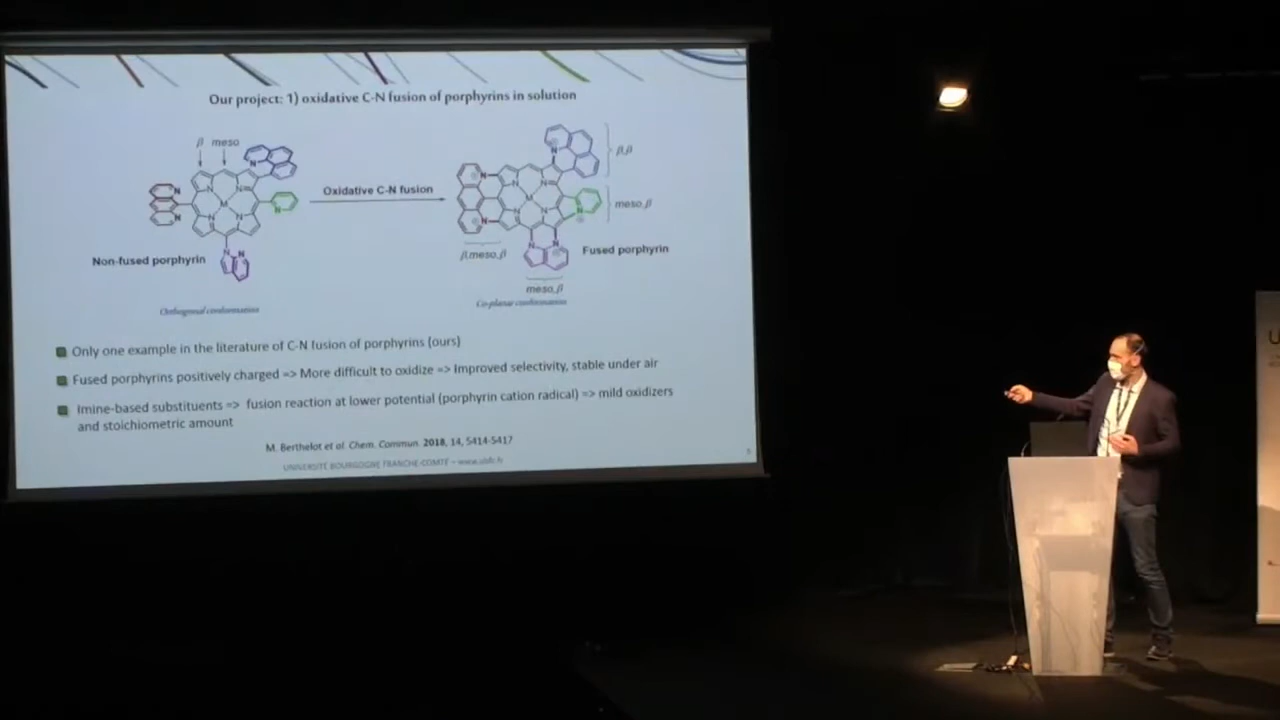 Our project: 1) oxidative C-N fusion of porphyrins in solution
β meso
N
N
N
N
N
N
M
N
N
N
N
N
Non-fused porphyrin
Orthogonal conformation
Oxidative C-N fusion
N
N
N
N
M
N
N
N
N
N
N
β,β
meso,β
β,meso,β
meso,β
Fused porphyrin
Co-planar conformation
Only one example in the literature of C-N fusion of porphyrins (ours)
Fused porphyrins positively charged => More difficult to oxidize => Improved selectivity, stable under air
Imine-based substituents => fusion reaction at lower potential (porphyrin cation radical) => mild oxidizers
and stoichiometric amount
M. Berthelot et al. Chem. Commun. 2018, 14, 5414-5417
UNIVERSITÉ BOURGOGNE FRANCHE-COMTÉ – www.ubfc.fr
U